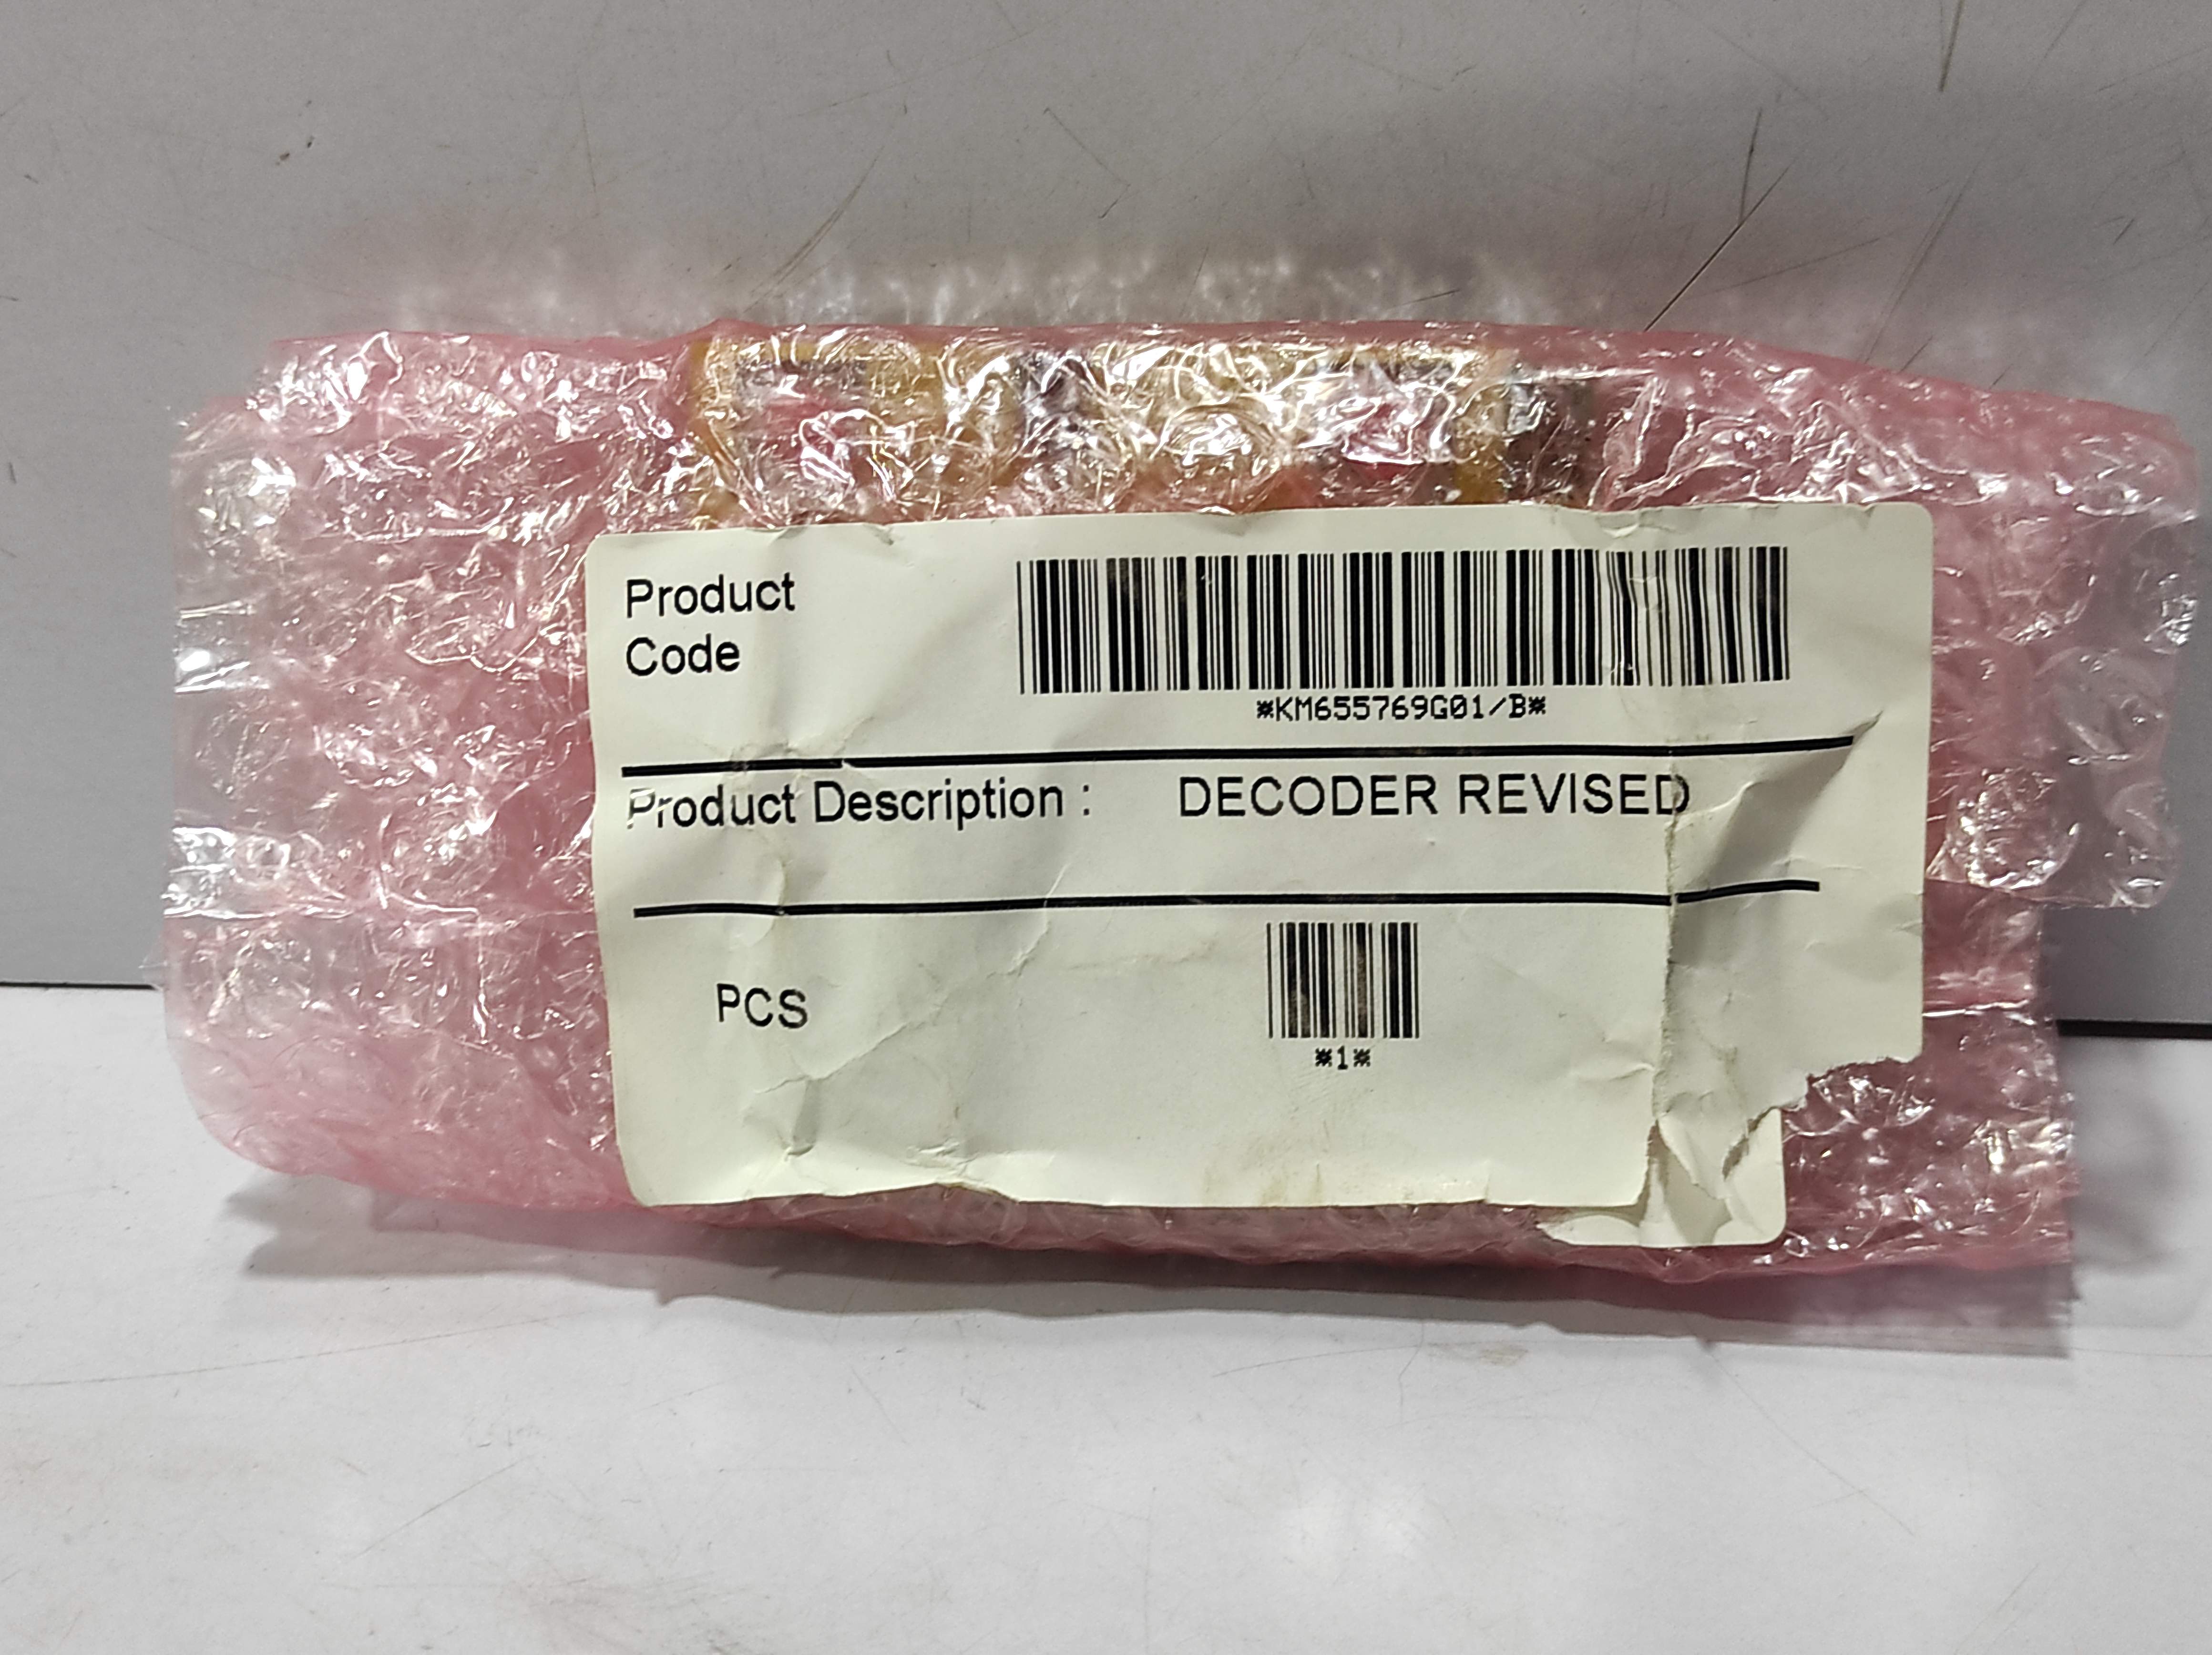 Product
Code
*KM655769G01/B*
Product Description : DECODER REVISED
PCS
*1*